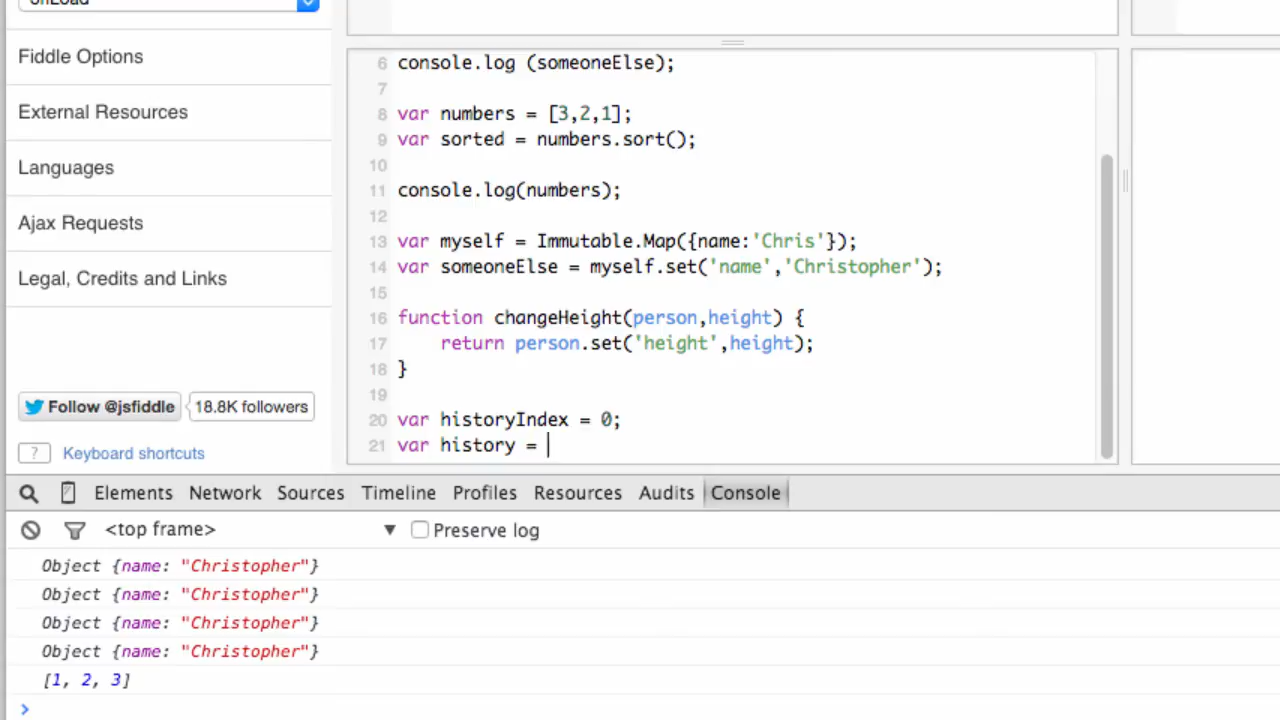 onLoad
Fiddle Options
External Resources
Languages
Ajax Requests
Legal, Credits and Links
Follow @jsfiddle 18.8K followers
? Keyboard shortcuts
6 console.log (someoneElse);
7
8 var numbers = [3,2,1];
9 var sorted = numbers.sort();
10
11 console.log(numbers);
12
13 var myself = Immutable.Map({name:'Chris'});
14 var someoneElse = myself.set('name','Christopher');
15
16 function changeHeight(person,height) {
17 return person.set('height',height);
18 }
19
20 var historyIndex = 0;
21 var history =
Elements Network Sources Timeline Profiles Resources Audits Console
<top frame> ▼ Preserve log
Object {name: "Christopher"}
Object {name: "Christopher"}
Object {name: "Christopher"}
Object {name: "Christopher"}
[1, 2, 3]
>